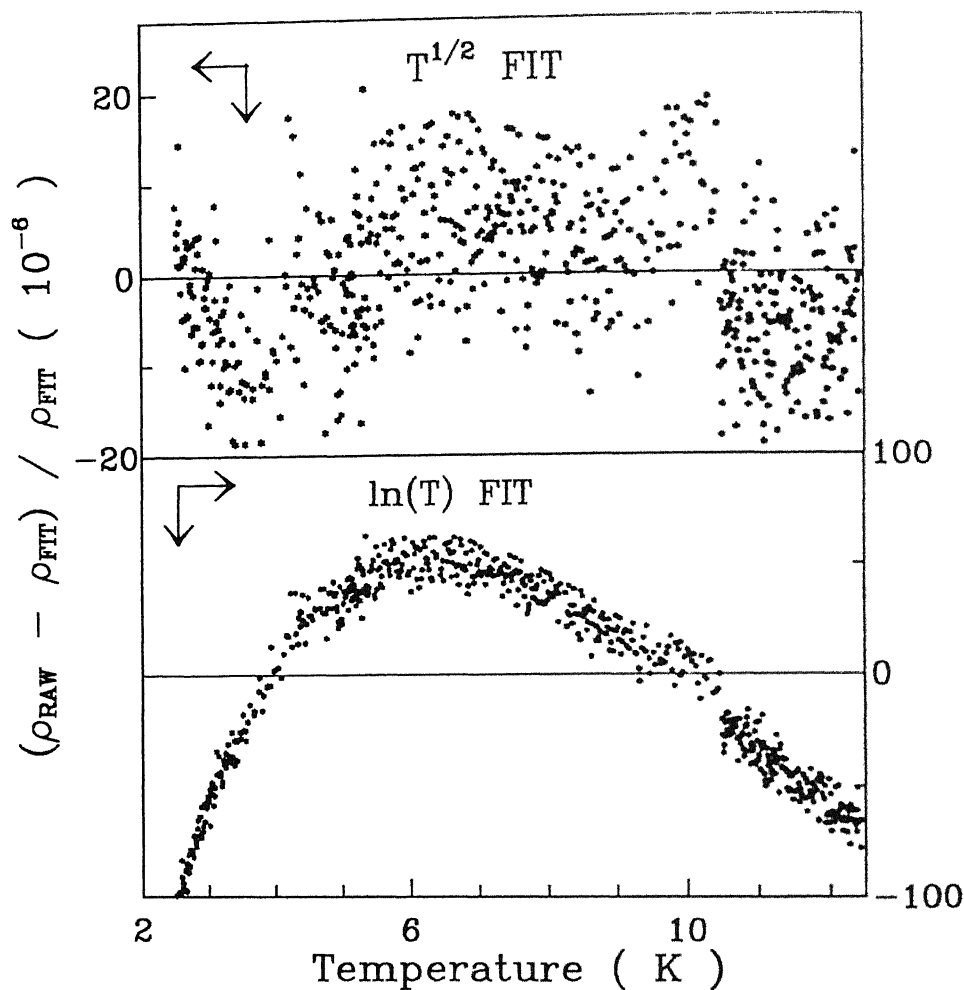 T^{1/2} FIT
20
0
-20
100
ln(T) FIT
0
-100
2 6 10
Temperature ( K )
(ρ_RAW − ρ_FIT) / ρ_FIT ( 10^{-6} )